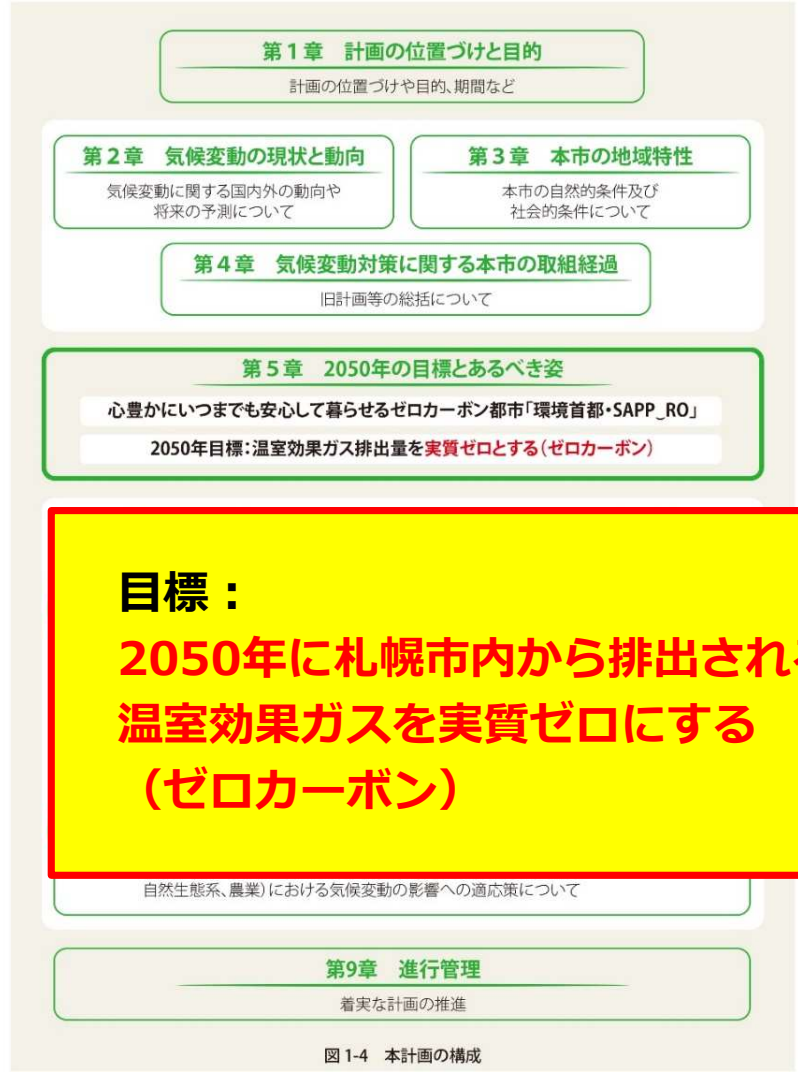 第1章 計画の位置づけと目的
計画の位置づけや目的、期間など
第2章 気候変動の現状と動向
気候変動に関する国内外の動向や
将来の予測について
第3章 本市の地域特性
本市の自然的条件及び
社会的条件について
第4章 気候変動対策に関する本市の取組経過
旧計画等の総括について
第5章 2050年の目標とあるべき姿
心豊かにいつまでも安心して暮らせるゼロカーボン都市「環境首都・SAPP_RO」
2050年目標:温室効果ガス排出量を実質ゼロとする(ゼロカーボン)
目標:
2050年に札幌市内から排出される
温室効果ガスを実質ゼロにする
(ゼロカーボン)
自然生態系、農業)における気候変動の影響への適応策について
第9章 進行管理
着実な計画の推進
図 1-4 本計画の構成